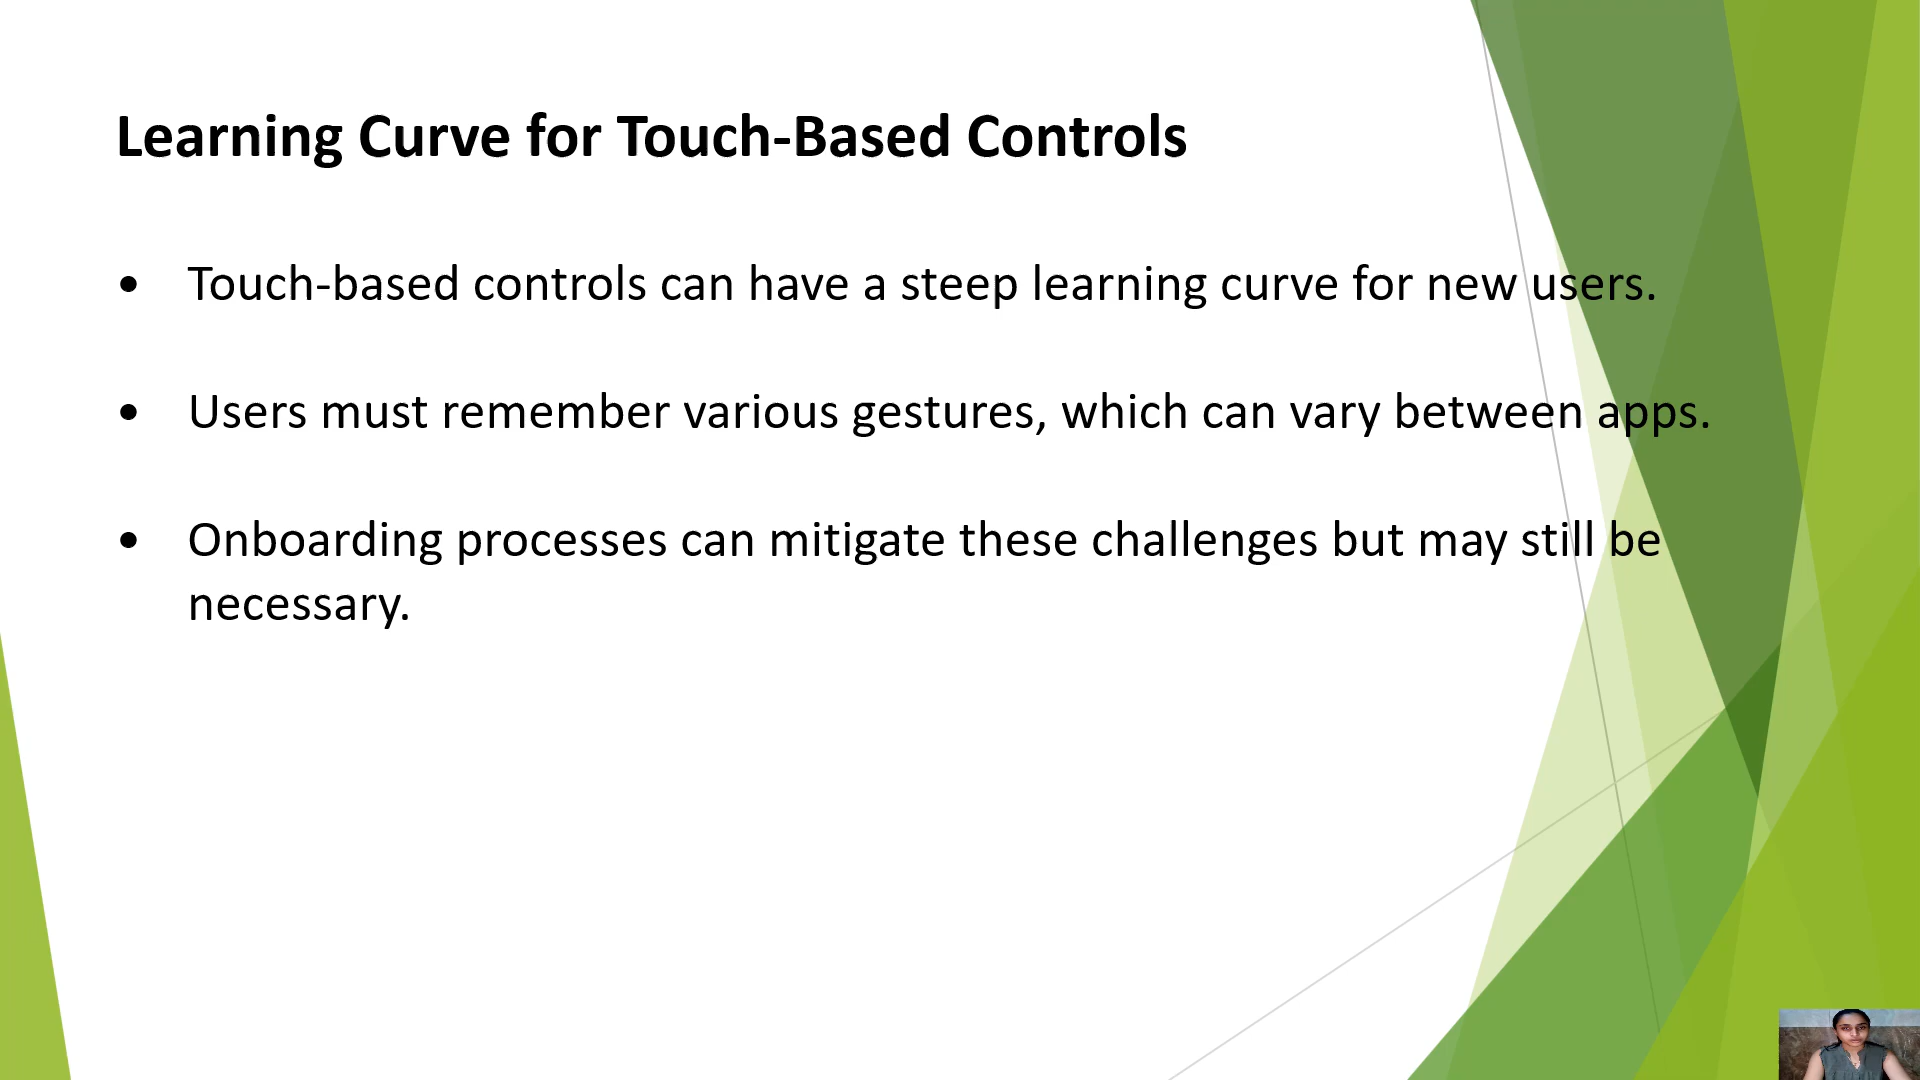 Learning Curve for Touch-Based Controls
• Touch-based controls can have a steep learning curve for new users.
• Users must remember various gestures, which can vary between apps.
• Onboarding processes can mitigate these challenges but may still be
necessary.